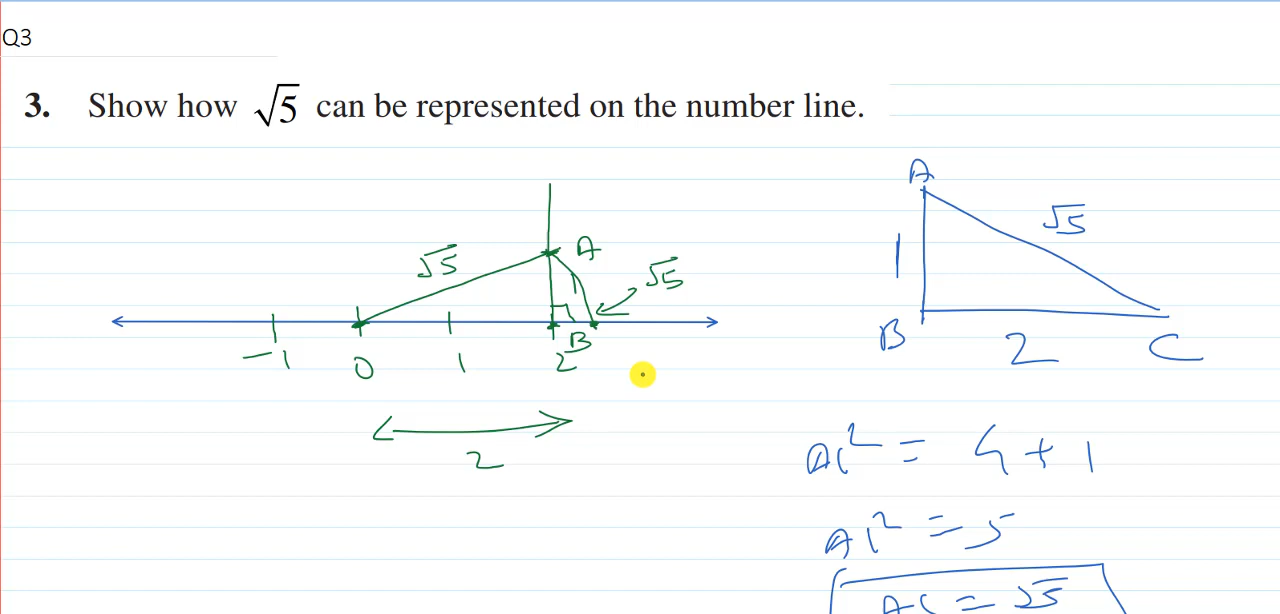 Q3
3. Show how √5 can be represented on the number line.
A
√5
1
B
2
C
√5
A
√5
-1
0
1
2
B
2
AC² = 4 + 1
AC² = 5
AC = √5